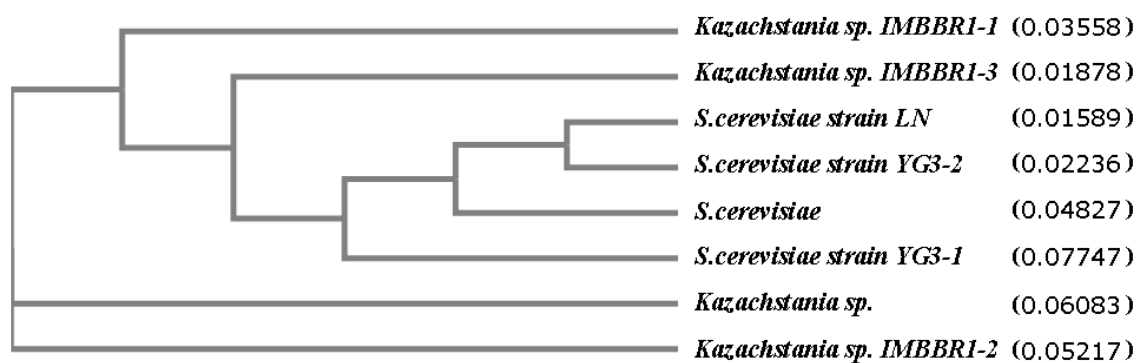 Kazachstania sp. IMBBR1-1 (0.03558)
Kazachstania sp. IMBBR1-3 (0.01878)
S.cerevisiae strain LN (0.01589)
S.cerevisiae strain YG3-2 (0.02236)
S.cerevisiae (0.04827)
S.cerevisiae strain YG3-1 (0.07747)
Kazachstania sp. (0.06083)
Kazachstania sp. IMBBR1-2 (0.05217)